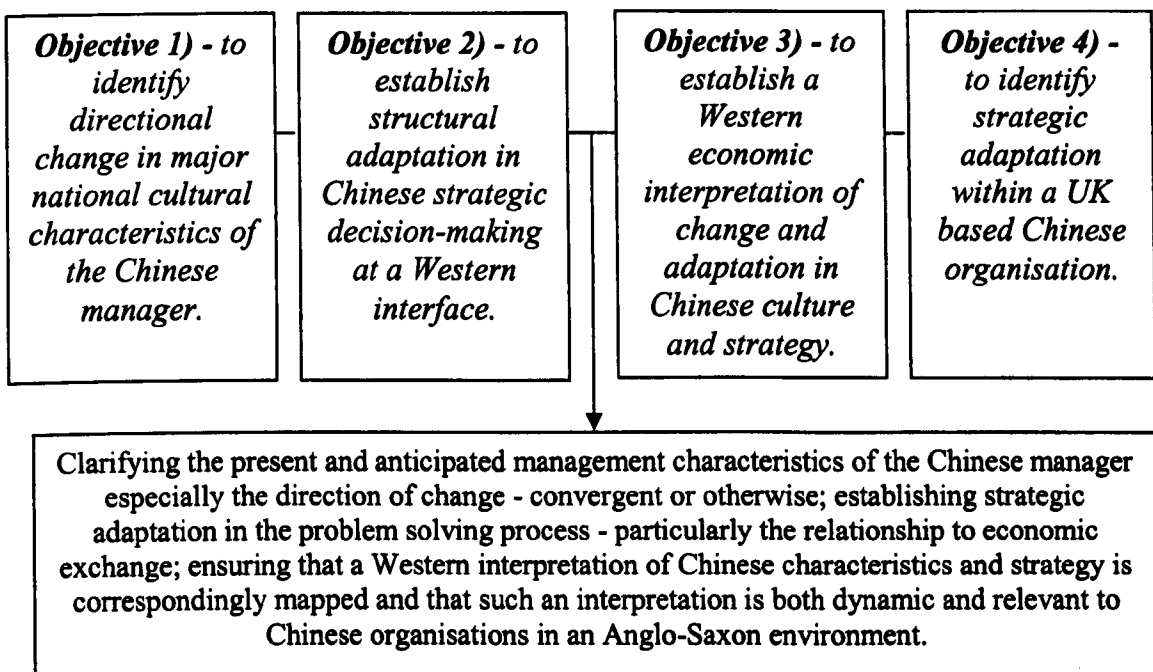 Objective 1) - to
identify
directional
change in major
national cultural
characteristics of
the Chinese
manager.
Objective 2) - to
establish
structural
adaptation in
Chinese strategic
decision-making
at a Western
interface.
Objective 3) - to
establish a
Western
economic
interpretation of
change and
adaptation in
Chinese culture
and strategy.
Objective 4) -
to identify
strategic
adaptation
within a UK
based Chinese
organisation.
Clarifying the present and anticipated management characteristics of the Chinese manager
especially the direction of change - convergent or otherwise; establishing strategic
adaptation in the problem solving process - particularly the relationship to economic
exchange; ensuring that a Western interpretation of Chinese characteristics and strategy is
correspondingly mapped and that such an interpretation is both dynamic and relevant to
Chinese organisations in an Anglo-Saxon environment.